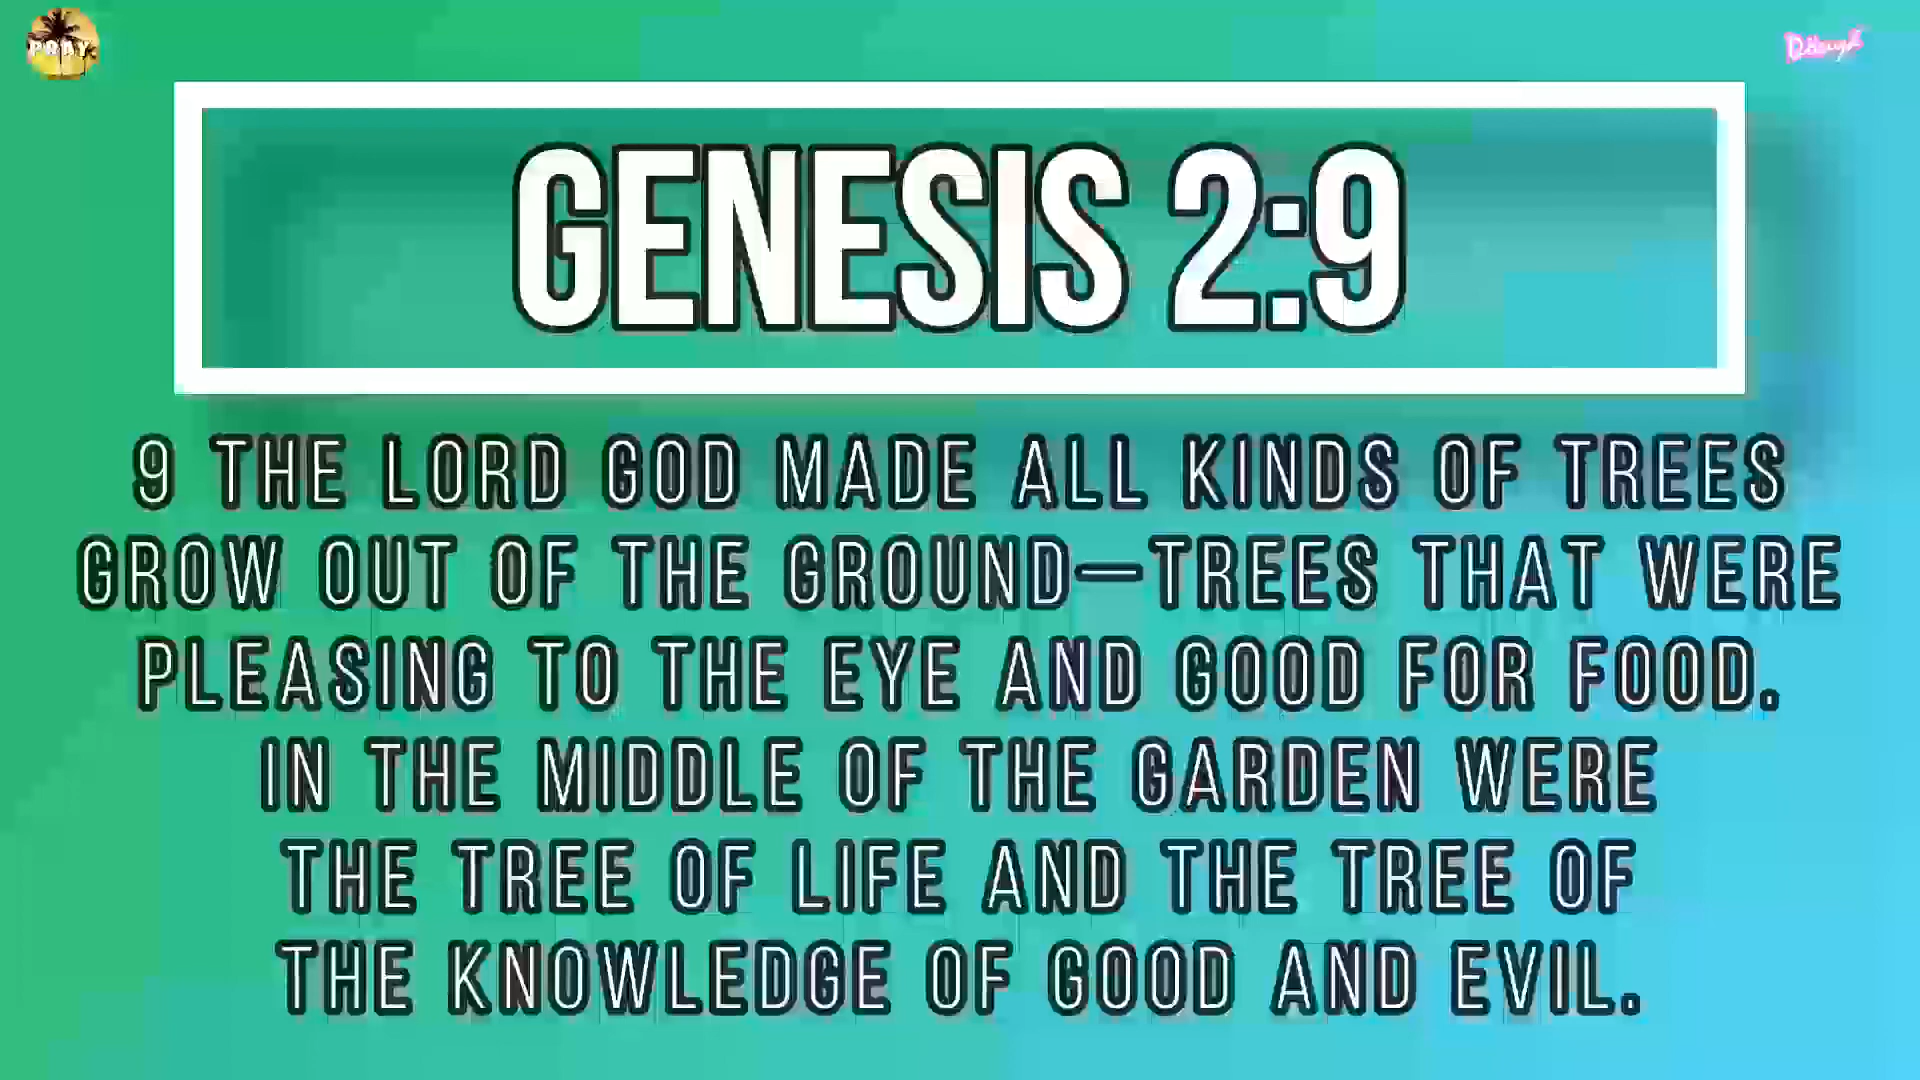 PRAY
GENESIS 2:9
9 THE LORD GOD MADE ALL KINDS OF TREES
GROW OUT OF THE GROUND—TREES THAT WERE
PLEASING TO THE EYE AND GOOD FOR FOOD.
IN THE MIDDLE OF THE GARDEN WERE
THE TREE OF LIFE AND THE TREE OF
THE KNOWLEDGE OF GOOD AND EVIL.